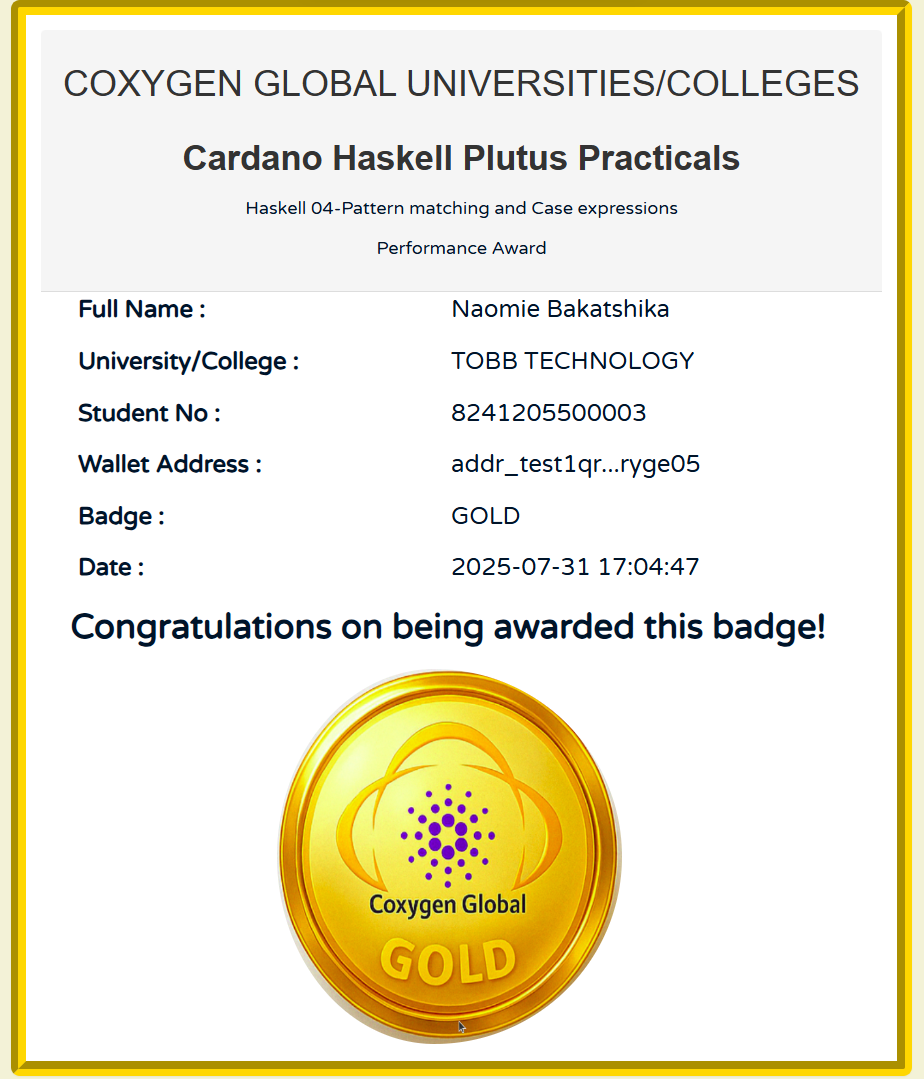 COXYGEN GLOBAL UNIVERSITIES/COLLEGES
Cardano Haskell Plutus Practicals
Haskell 04-Pattern matching and Case expressions
Performance Award
Full Name : Naomie Bakatshika
University/College : TOBB TECHNOLOGY
Student No : 8241205500003
Wallet Address : addr_test1qr...ryge05
Badge : GOLD
Date : 2025-07-31 17:04:47
Congratulations on being awarded this badge!
Coxygen Global
GOLD